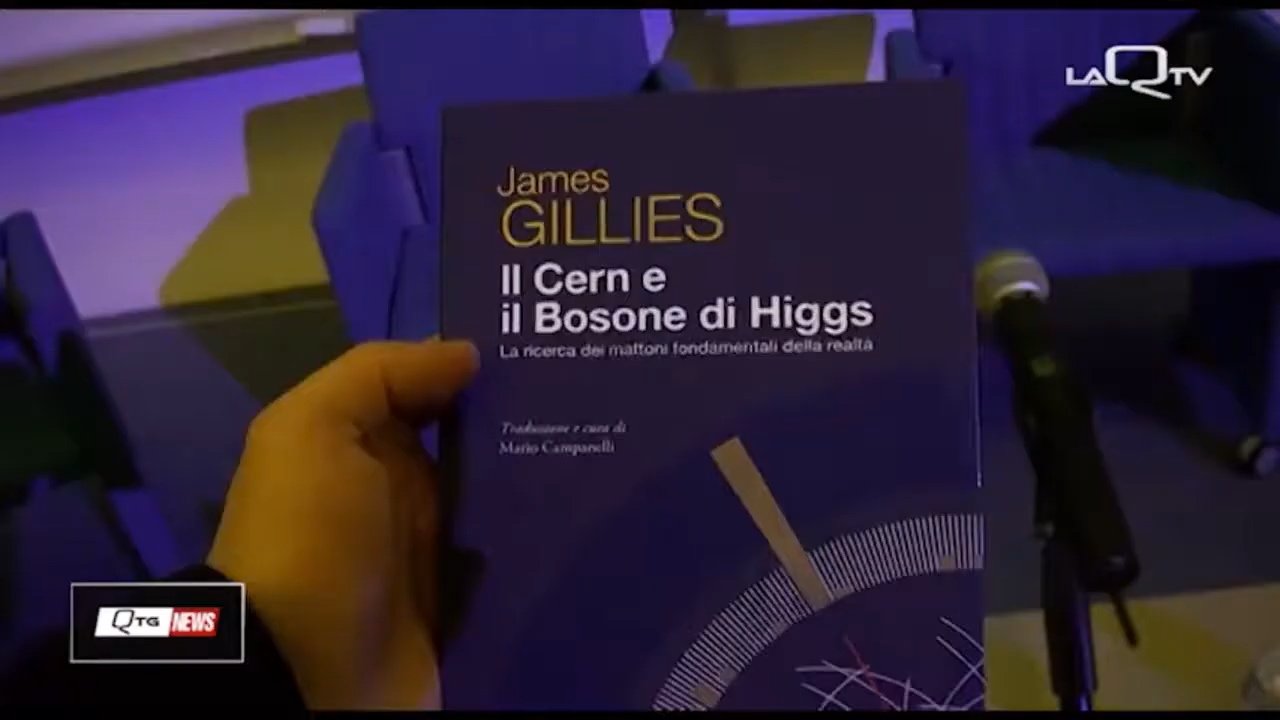 LAQTV
James
GILLIES
Il Cern e
il Bosone di Higgs
La ricerca dei mattoni fondamentali della realtà
Traduzione e cura di
Mario Campanelli
QTG NEWS